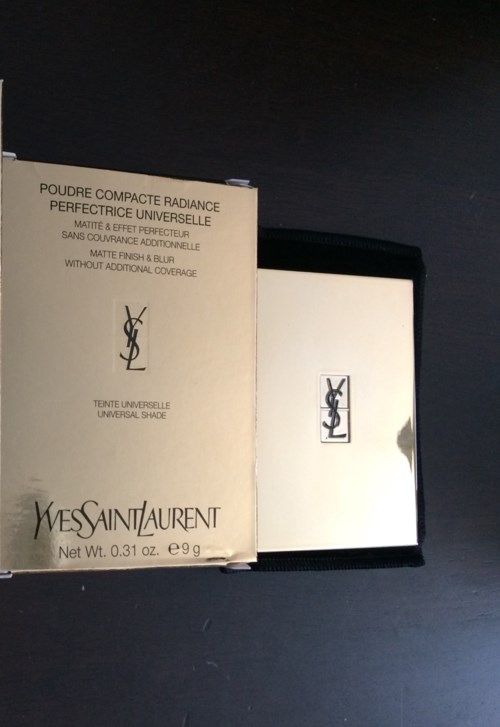 POUDRE COMPACTE RADIANCE
PERFECTRICE UNIVERSELLE
MATITÉ & EFFET PERFECTEUR
SANS COUVRANCE ADDITIONNELLE
MATTE FINISH & BLUR
WITHOUT ADDITIONAL COVERAGE
YSL
TEINTE UNIVERSELLE
UNIVERSAL SHADE
YVESSAINTLAURENT
Net Wt. 0.31 oz. ℮9 g
YSL